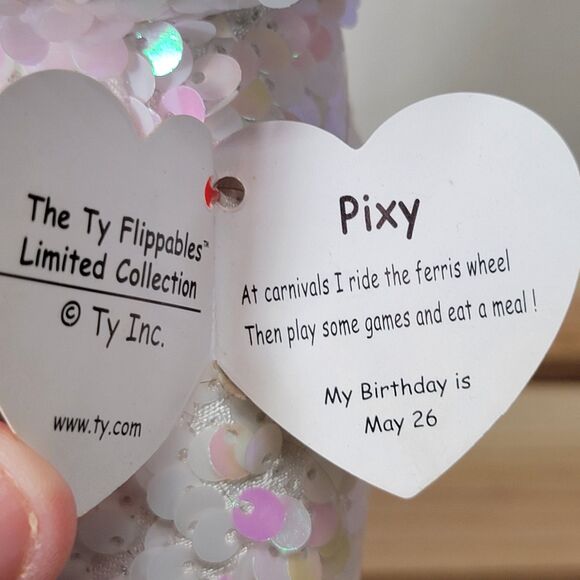 The Ty Flippables™
Limited Collection
© Ty Inc.
www.ty.com
Pixy
At carnivals I ride the ferris wheel
Then play some games and eat a meal!
My Birthday is
May 26